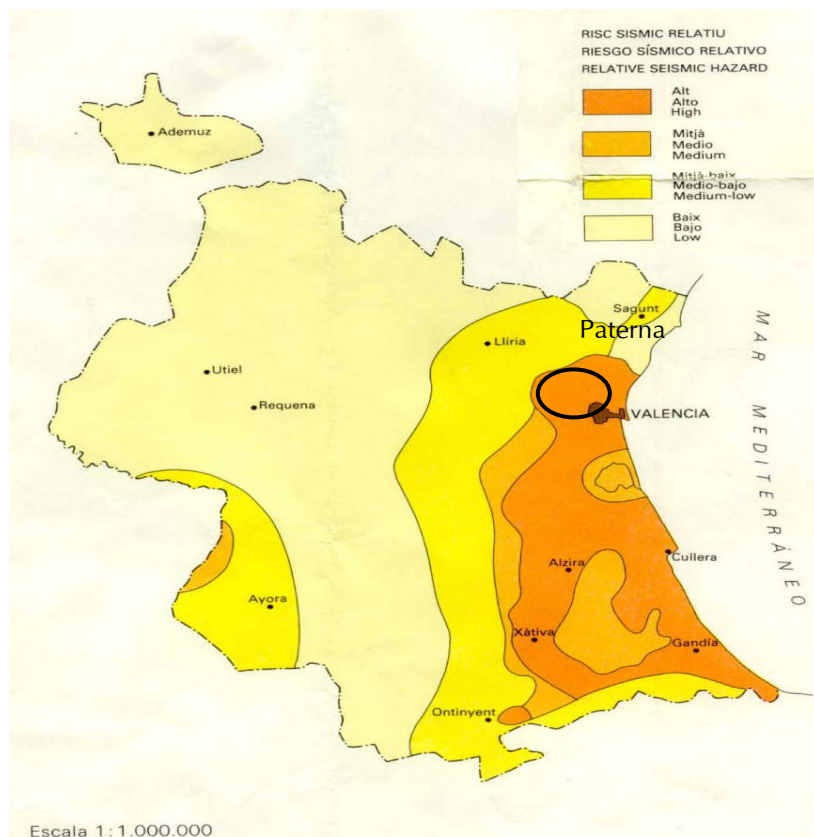 RISC SISMIC RELATIU
RIESGO SÍSMICO RELATIVO
RELATIVE SEISMIC HAZARD
Alt
Alto
High
Mitjà
Medio
Medium
Mitjà-baix
Medio-bajo
Medium-low
Baix
Bajo
Low
Ademuz
Sagunt
Paterna
Llíria
Utiel
Requena
VALENCIA
MAR MEDITERRÁNEO
Cullera
Alzira
Ayora
Xàtiva
Gandía
Ontinyent
Escala 1:1.000.000